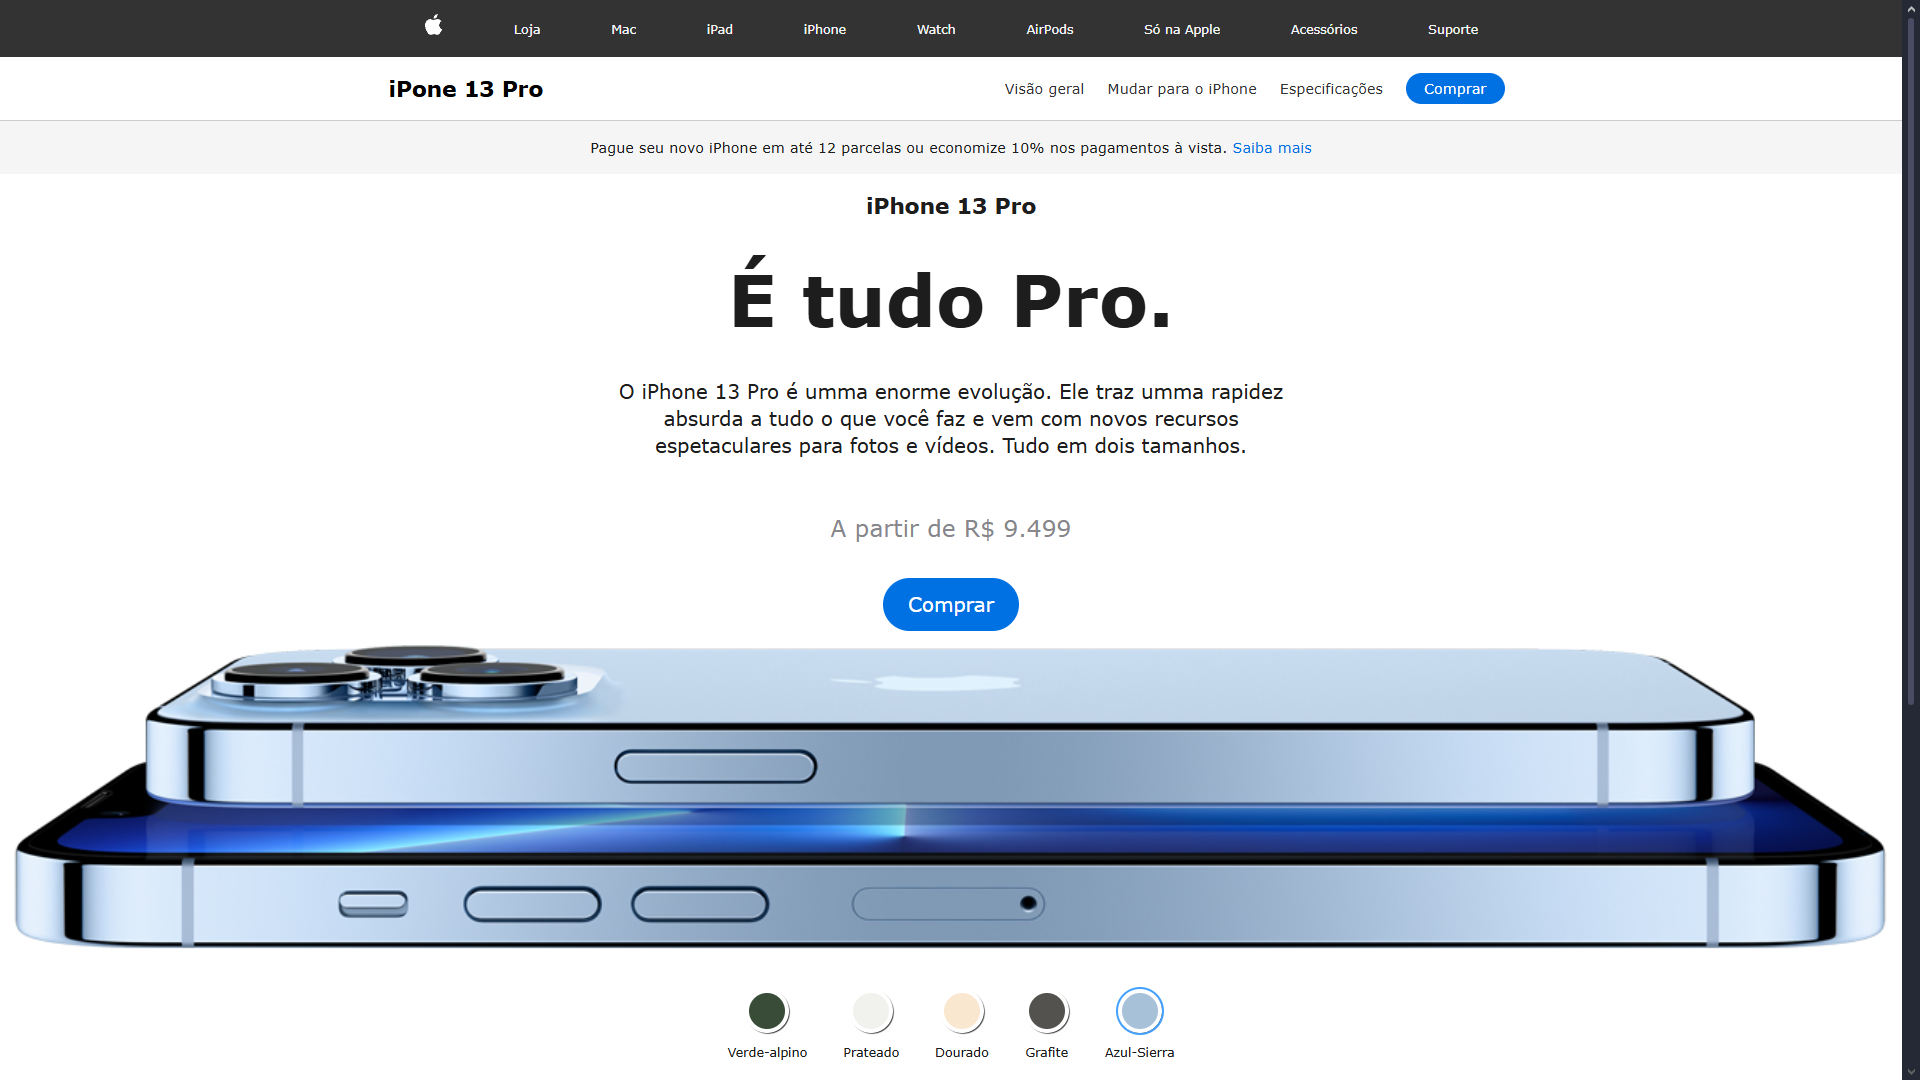 Loja Mac iPad iPhone Watch AirPods Só na Apple Acessórios Suporte
iPone 13 Pro
Visão geral Mudar para o iPhone Especificações Comprar
Pague seu novo iPhone em até 12 parcelas ou economize 10% nos pagamentos à vista. Saiba mais
iPhone 13 Pro
É tudo Pro.
O iPhone 13 Pro é umma enorme evolução. Ele traz umma rapidez
absurda a tudo o que você faz e vem com novos recursos
espetaculares para fotos e vídeos. Tudo em dois tamanhos.
A partir de R$ 9.499
Comprar
Verde-alpino Prateado Dourado Grafite Azul-Sierra